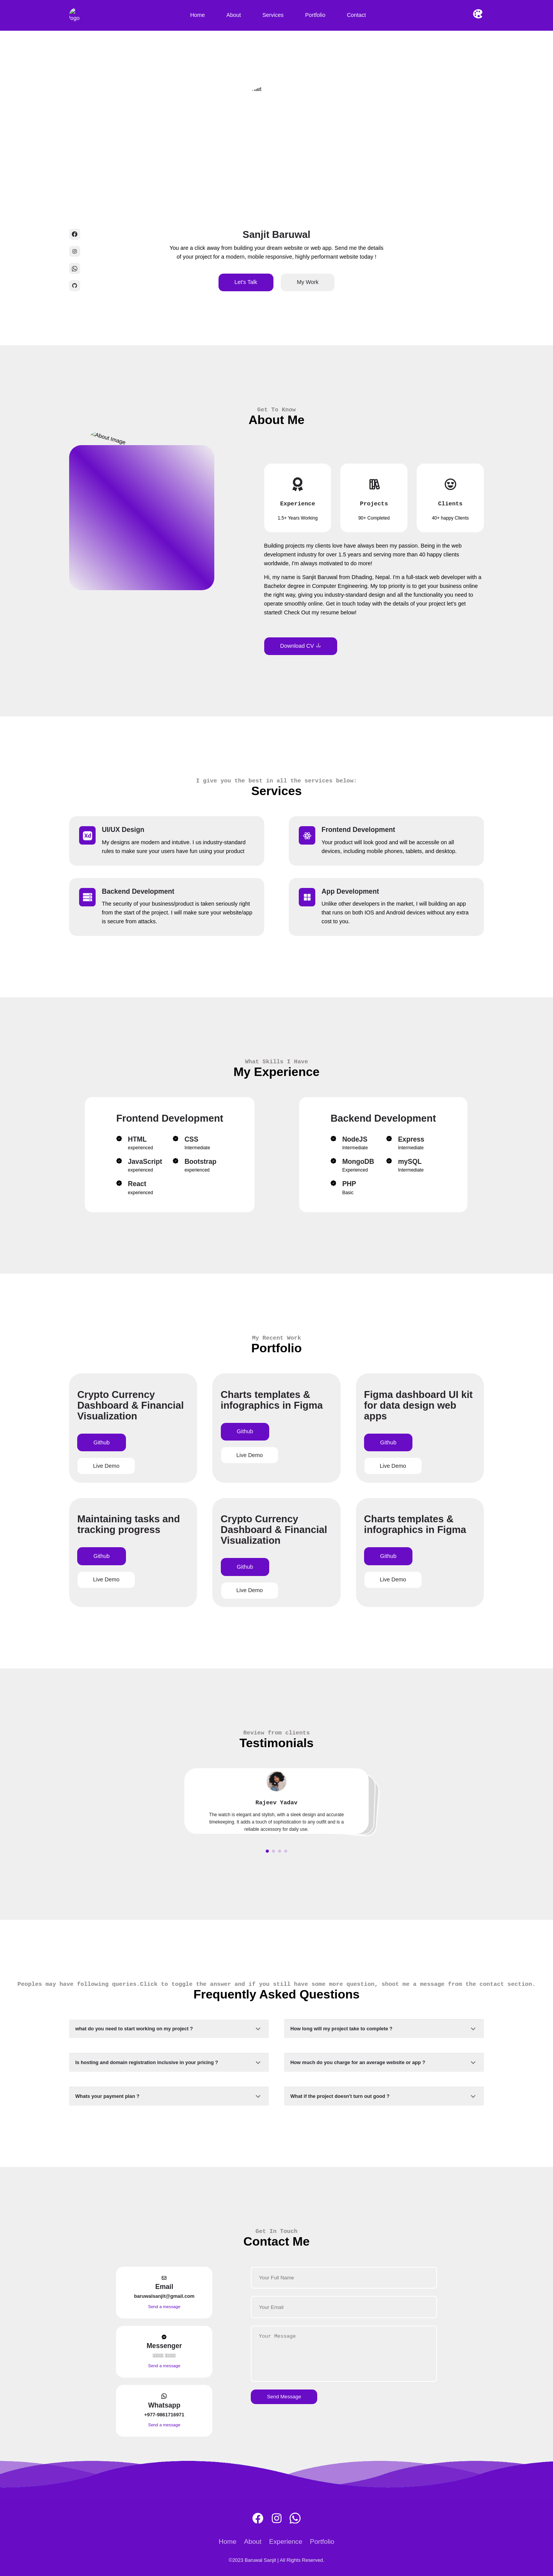 logo
Home
About
Services
Portfolio
Contact
Sanjit Baruwal
You are a click away from building your dream website or web app. Send me the details
of your project for a modern, mobile responsive, highly performant website today !
Let's Talk
My Work
Get To Know
About Me
About Image
Experience
1.5+ Years Working
Projects
90+ Completed
Clients
40+ happy Clients
Building projects my clients love have always been my passion. Being in the web
development industry for over 1.5 years and serving more than 40 happy clients
worldwide, I'm always motivated to do more!
Hi, my name is Sanjit Baruwal from Dhading, Nepal. I'm a full-stack web developer with a
Bachelor degree in Computer Engineering. My top priority is to get your business online
the right way, giving you industry-standard design and all the functionality you need to
operate smoothly online. Get in touch today with the details of your project let's get
started! Check Out my resume below!
Download CV
I give you the best in all the services below:
Services
Xd
UI/UX Design
My designs are modern and intutive. I us industry-standard
rules to make sure your users have fun using your product
Frontend Development
Your product will look good and will be accessile on all
devices, including mobile phones, tablets, and desktop.
Backend Development
The security of your business/product is taken seriously right
from the start of the project. I will make sure your website/app
is secure from attacks.
App Development
Unlike other developers in the market, I will building an app
that runs on both IOS and Android devices without any extra
cost to you.
What Skills I Have
My Experience
Frontend Development
HTML
experienced
CSS
Inter/mediate
JavaScript
experienced
Bootstrap
experienced
React
experienced
Backend Development
NodeJS
Intermediate
Express
Intermediate
MongoDB
Experienced
mySQL
Intermediate
PHP
Basic
My Recent Work
Portfolio
Crypto Currency
Dashboard & Financial
Visualization
Github
Live Demo
Charts templates &
infographics in Figma
Github
Live Demo
Figma dashboard UI kit
for data design web
apps
Github
Live Demo
Maintaining tasks and
tracking progress
Github
Live Demo
Crypto Currency
Dashboard & Financial
Visualization
Github
Live Demo
Charts templates &
infographics in Figma
Github
Live Demo
Review from clients
Testimonials
Rajeev Yadav
The watch is elegant and stylish, with a sleek design and accurate
timekeeping. It adds a touch of sophistication to any outfit and is a
reliable accessory for daily use.
Peoples may have following queries.Click to toggle the answer and if you still have some more question, shoot me a message from the contact section.
Frequently Asked Questions
what do you need to start working on my project ?
How long will my project take to complete ?
Is hosting and domain registration inclusive in your pricing ?
How much do you charge for an average website or app ?
Whats your payment plan ?
What if the project doesn't turn out good ?
Get In Touch
Contact Me
Email
baruwalsanjit@gmail.com
Send a message
Messenger
Send a message
Whatsapp
+977-9861716971
Send a message
Your Full Name
Your Email
Your Message
Send Message
Home
About
Experience
Portfolio
©2023 Baruwal Sanjit | All Rights Reserved.